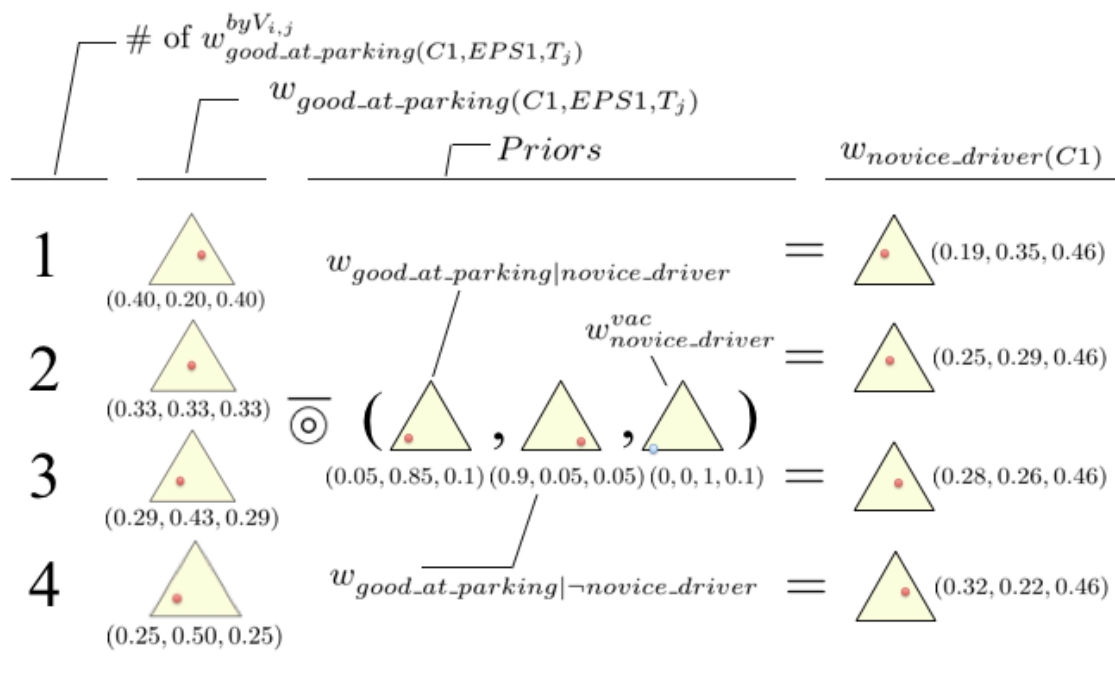 # of w^{byV_{i,j}}_{good_at_parking(C1,EPS1,T_j)}
w_{good_at_parking(C1,EPS1,T_j)}
Priors
w_{novice_driver(C1)}
1
(0.40, 0.20, 0.40)
w_{good_at_parking|novice_driver}
= (0.19, 0.35, 0.46)
2
(0.33, 0.33, 0.33)
w^{vac}_{novice_driver}
= (0.25, 0.29, 0.46)
⊚ ( , , )
3
(0.29, 0.43, 0.29)
(0.05, 0.85, 0.1) (0.9, 0.05, 0.05) (0, 0, 1, 0.1)
= (0.28, 0.26, 0.46)
4
(0.25, 0.50, 0.25)
w_{good_at_parking|¬novice_driver}
= (0.32, 0.22, 0.46)